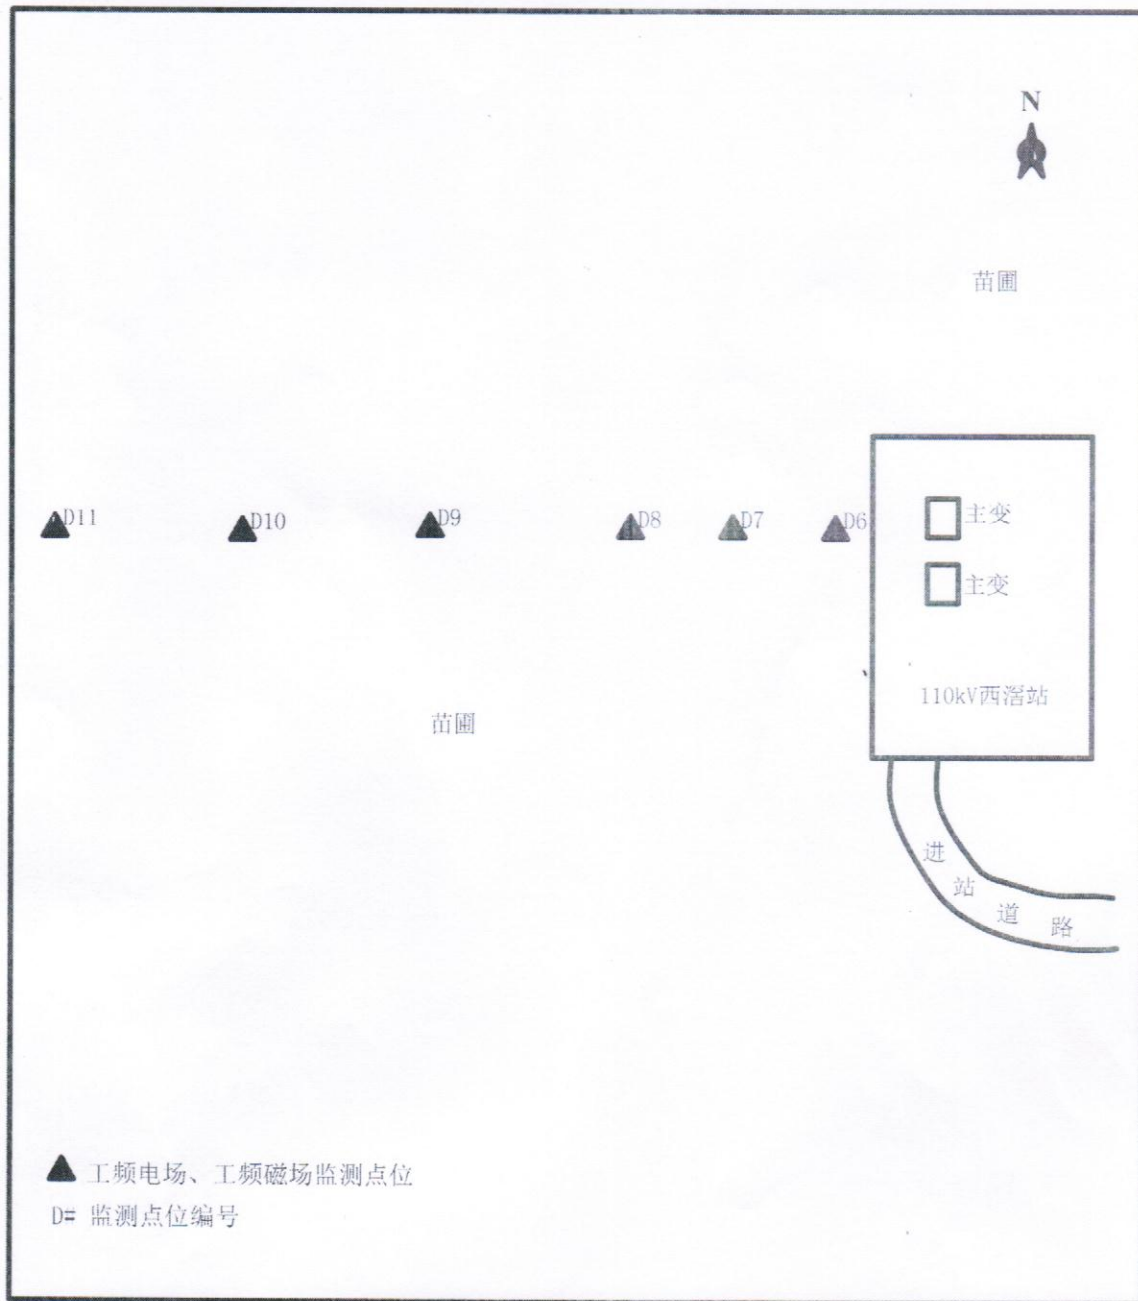 N
苗圃
D11
D10
D9
D8
D7
D6
主变
主变
110kV西滘站
苗圃
进站道路
工频电场、工频磁场监测点位
D# 监测点位编号